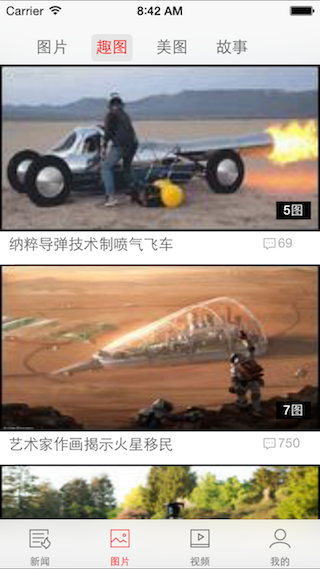 Carrier 8:42 AM
图片 趣图 美图 故事
5图
纳粹导弹技术制喷气飞车 69
7图
艺术家作画揭示火星移民 750
新闻 图片 视频 我的